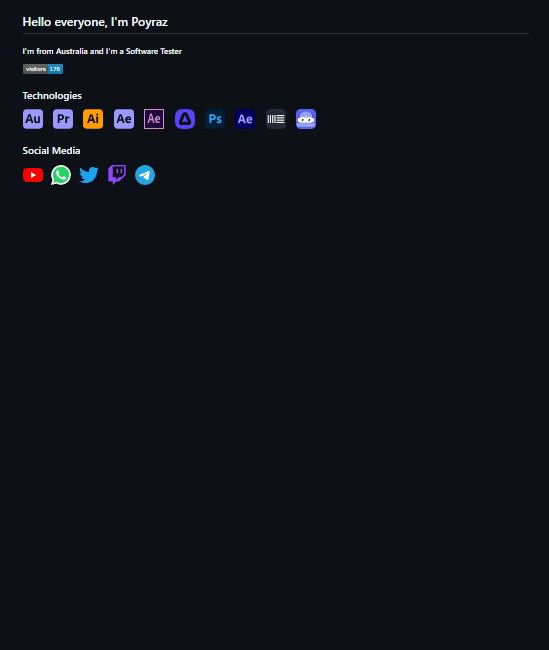 Hello everyone, I'm Poyraz
I'm from Australia and I'm a Software Tester
visitors 176
Technologies
Au Pr Ai Ae Ae Ps Ae
Social Media